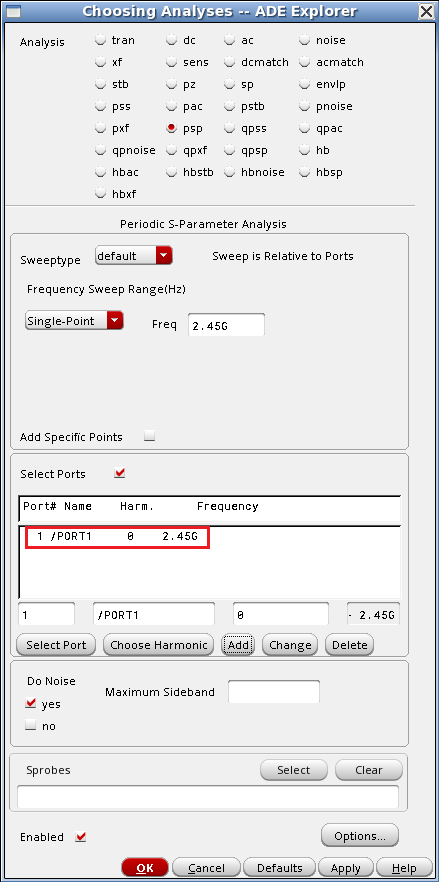 Choosing Analyses -- ADE Explorer
Analysis tran dc ac noise
xf sens dcmatch acmatch
stb pz sp envlp
pss pac pstb pnoise
pxf psp qpss qpac
qpnoise qpxf qpsp hb
hbac hbstb hbnoise hbsp
hbxf
Periodic S-Parameter Analysis
Sweeptype default Sweep is Relative to Ports
Frequency Sweep Range(Hz)
Single-Point Freq 2.45G
Add Specific Points
Select Ports
Port# Name Harm. Frequency
1 /PORT1 0 2.45G
1 /PORT1 0 - 2.45G
Select Port Choose Harmonic Add Change Delete
Do Noise
yes Maximum Sideband
no
Sprobes Select Clear
Enabled Options...
OK Cancel Defaults Apply Help